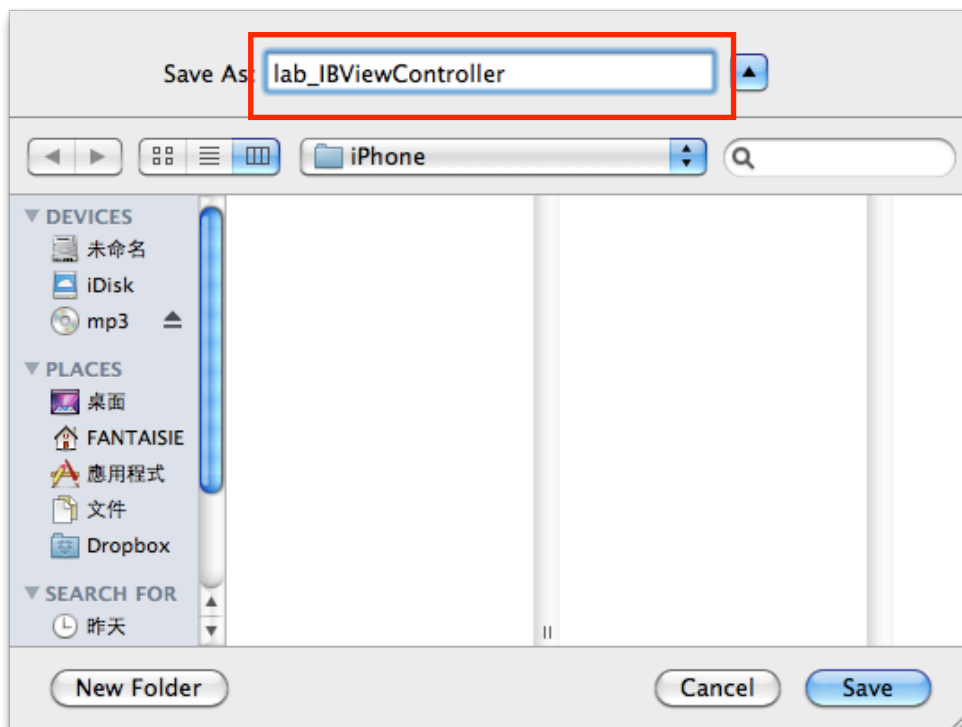 Save As:
lab_IBViewController
iPhone
DEVICES
未命名
iDisk
mp3
PLACES
桌面
FANTAISIE
應用程式
文件
Dropbox
SEARCH FOR
昨天
New Folder
Cancel
Save